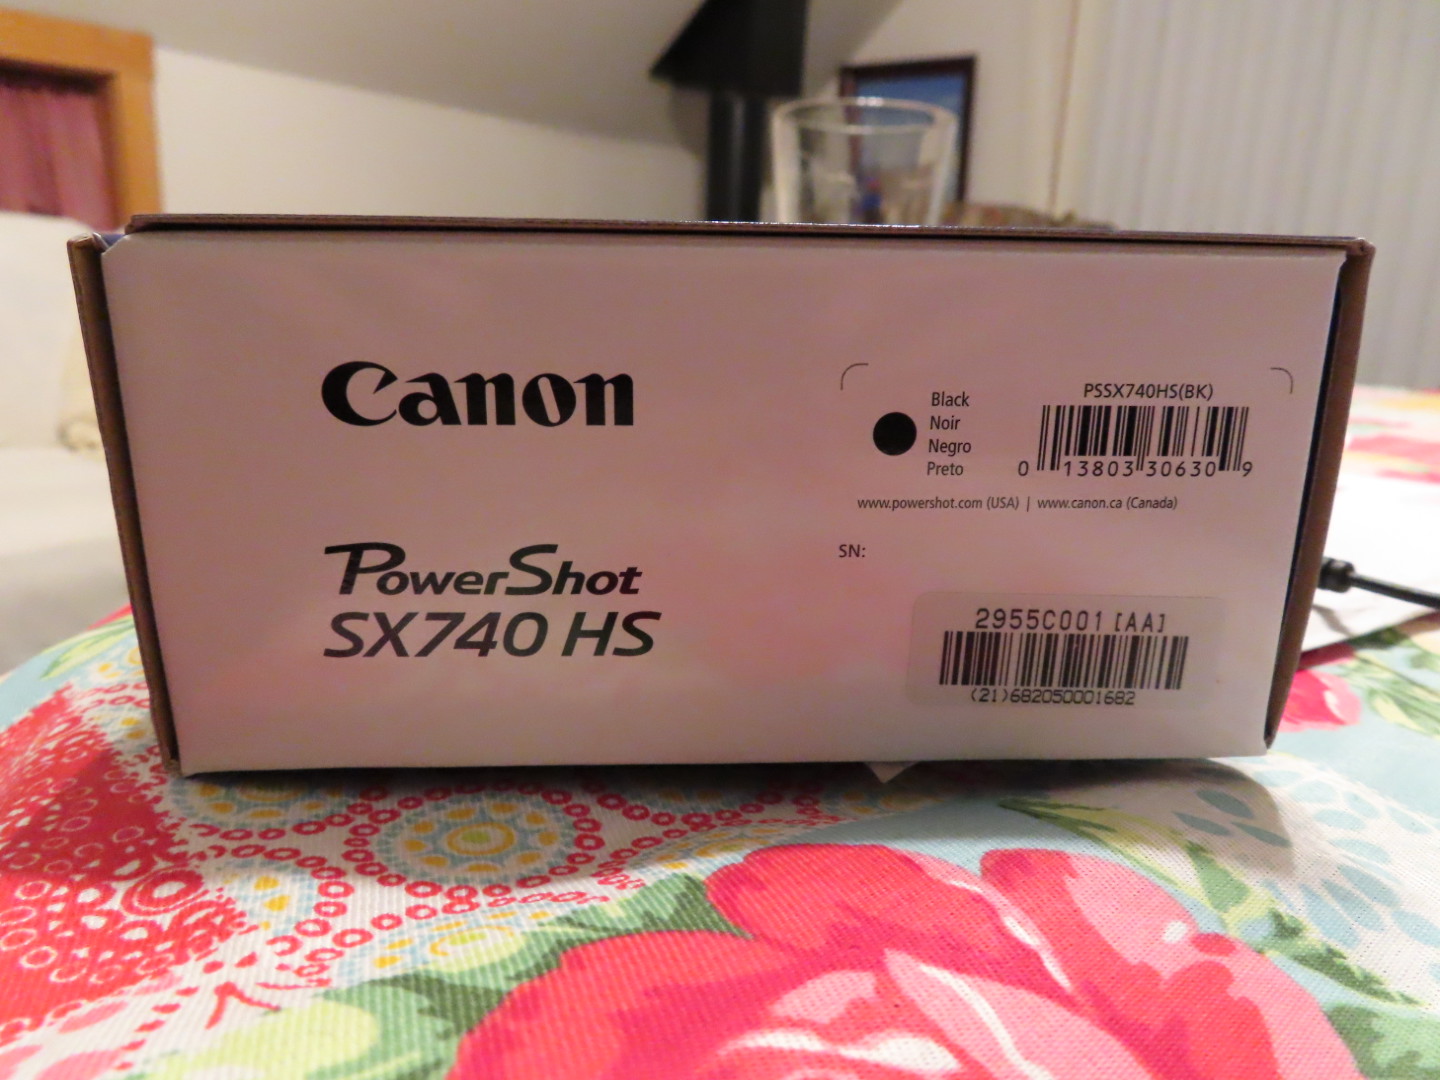 Canon
PowerShot
SX740 HS
Black
Noir
Negro
Preto
PSSX740HS(BK)
0 13803 30630 9
www.powershot.com (USA) | www.canon.ca (Canada)
SN:
2955C001 [AA]
(21)682050001682